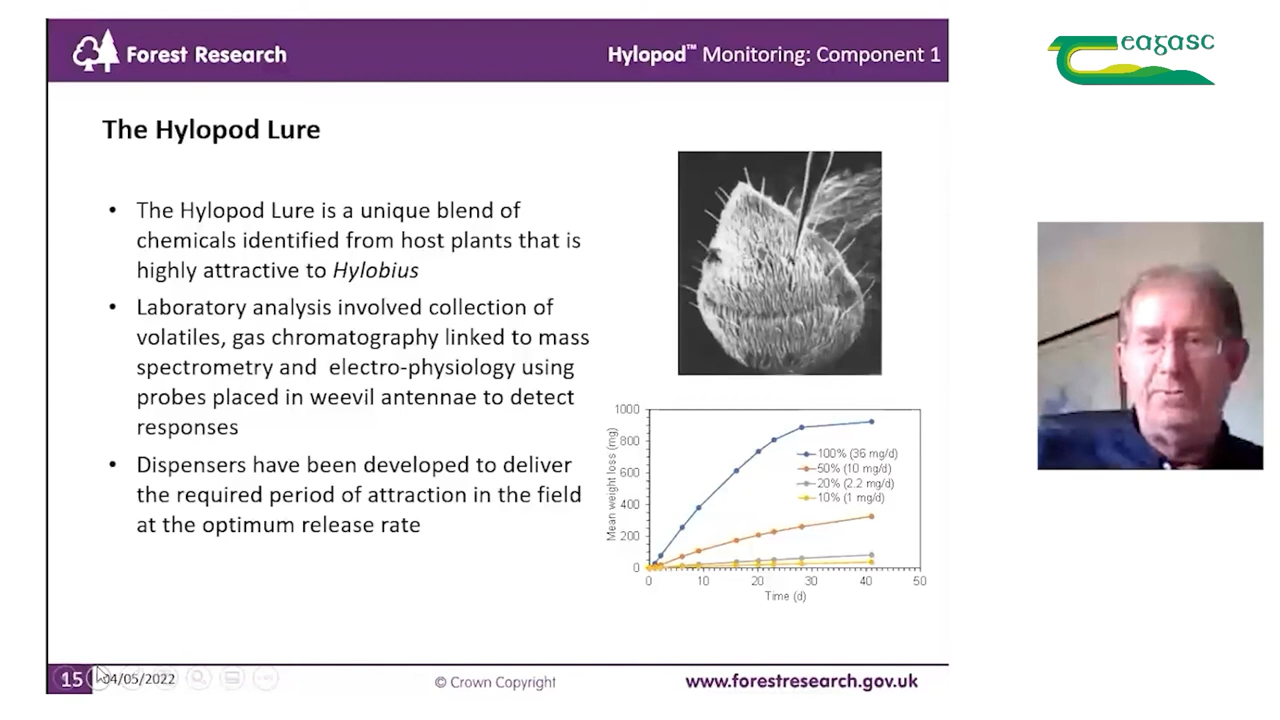 Forest Research
Hylopod™ Monitoring: Component 1
eagasc
The Hylopod Lure
• The Hylopod Lure is a unique blend of
chemicals identified from host plants that is
highly attractive to Hylobius
• Laboratory analysis involved collection of
volatiles, gas chromatography linked to mass
spectrometry and electro-physiology using
probes placed in weevil antennae to detect
responses
• Dispensers have been developed to deliver
the required period of attraction in the field
at the optimum release rate
Mean weight loss (mg)
1000
800
600
400
200
0
100% (36 mg/d)
50% (10 mg/d)
20% (2.2 mg/d)
10% (1 mg/d)
0 10 20 30 40 50
Time (d)
15 04/05/2022
© Crown Copyright
www.forestresearch.gov.uk